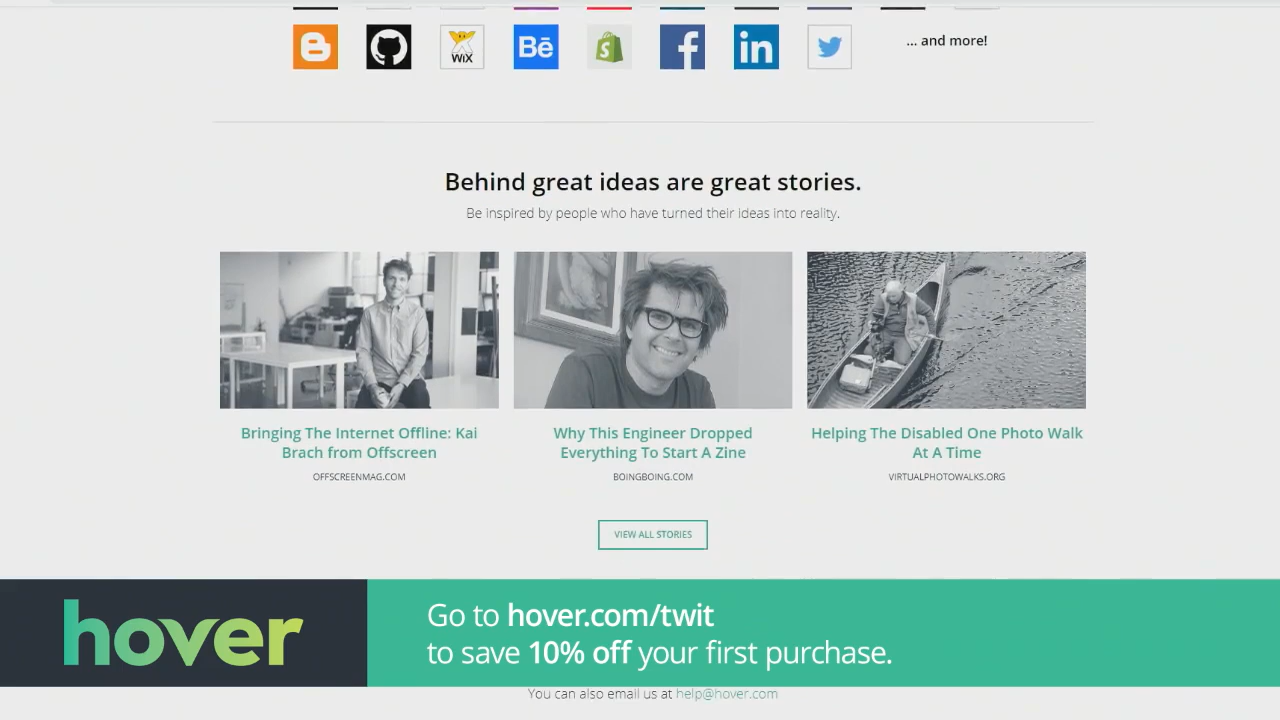 WiX
Bē
S
f
in
... and more!
Behind great ideas are great stories.
Be inspired by people who have turned their ideas into reality.
Bringing The Internet Offline: Kai
Brach from Offscreen
OFFSCREENMAG.COM
Why This Engineer Dropped
Everything To Start A Zine
BOINGBOING.COM
Helping The Disabled One Photo Walk
At A Time
VIRTUALPHOTOWALKS.ORG
VIEW ALL STORIES
hover
Go to hover.com/twit
to save 10% off your first purchase.
You can also email us at help@hover.com